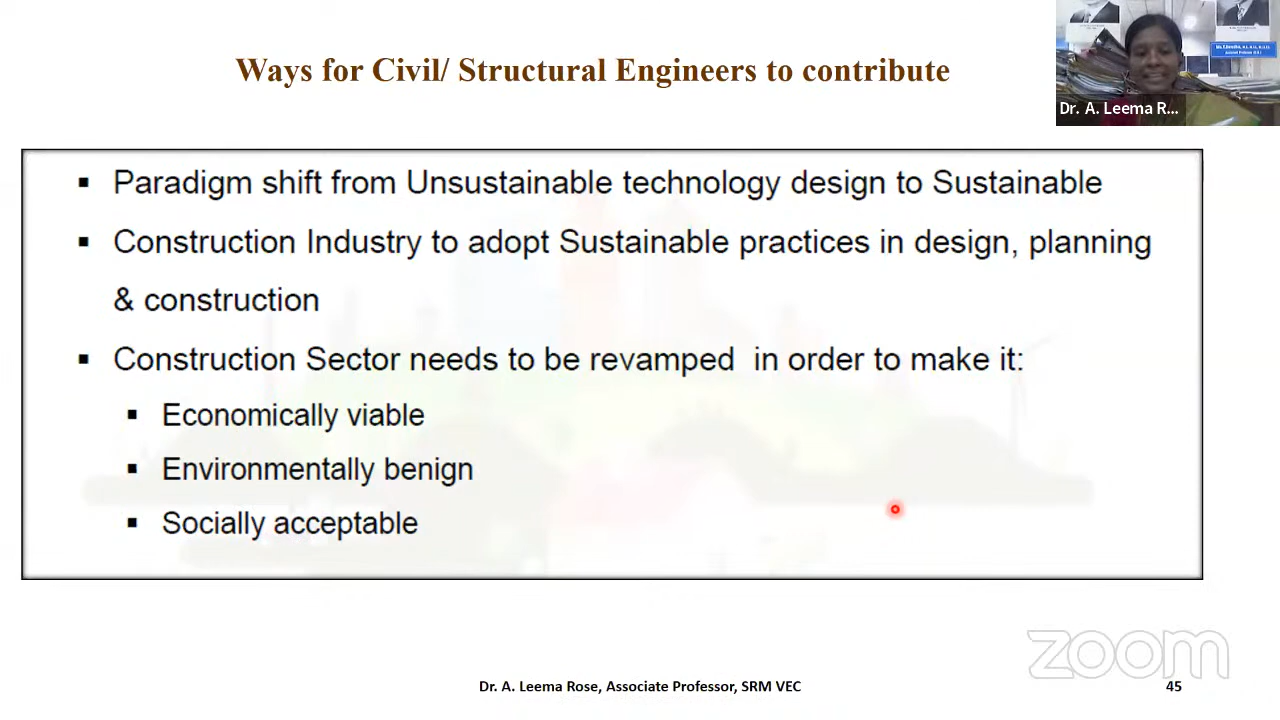 Ways for Civil/ Structural Engineers to contribute
Dr. A. Leema R...
▪ Paradigm shift from Unsustainable technology design to Sustainable
▪ Construction Industry to adopt Sustainable practices in design, planning
& construction
▪ Construction Sector needs to be revamped in order to make it:
▪ Economically viable
▪ Environmentally benign
▪ Socially acceptable
zoom
Dr. A. Leema Rose, Associate Professor, SRM VEC
45